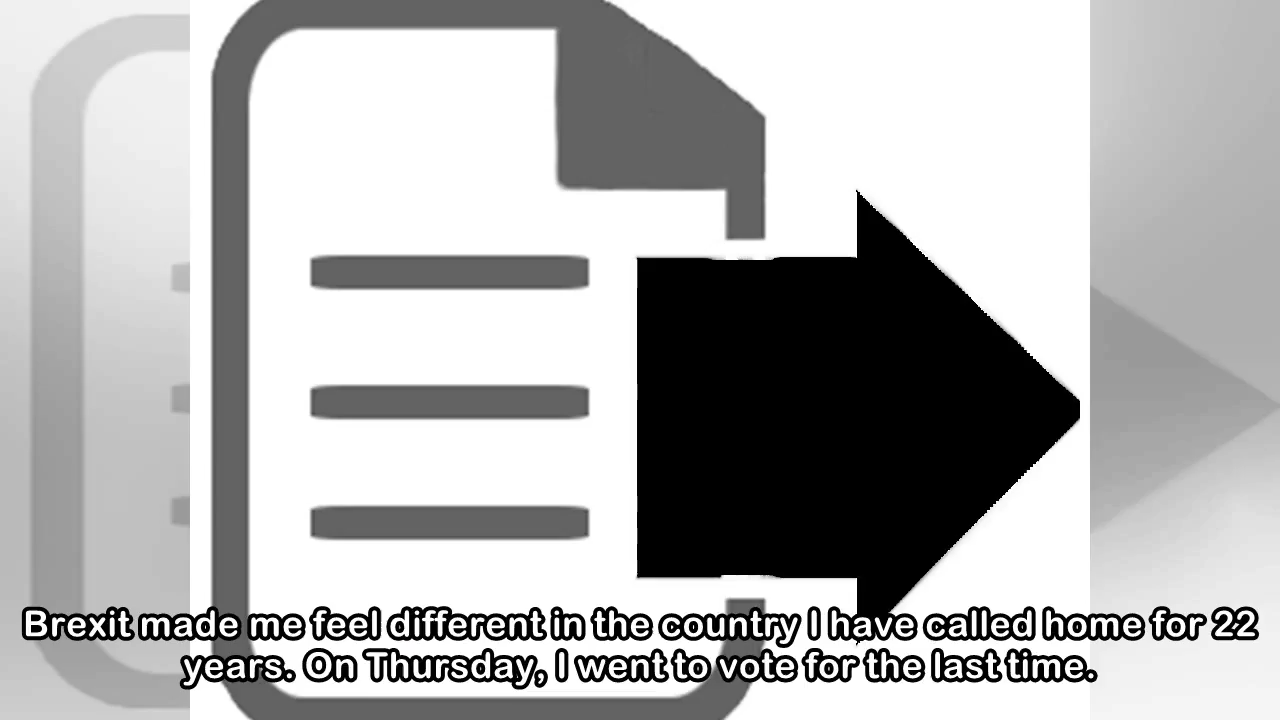 Brexit made me feel different in the country I have called home for 22
years. On Thursday, I went to vote for the last time.